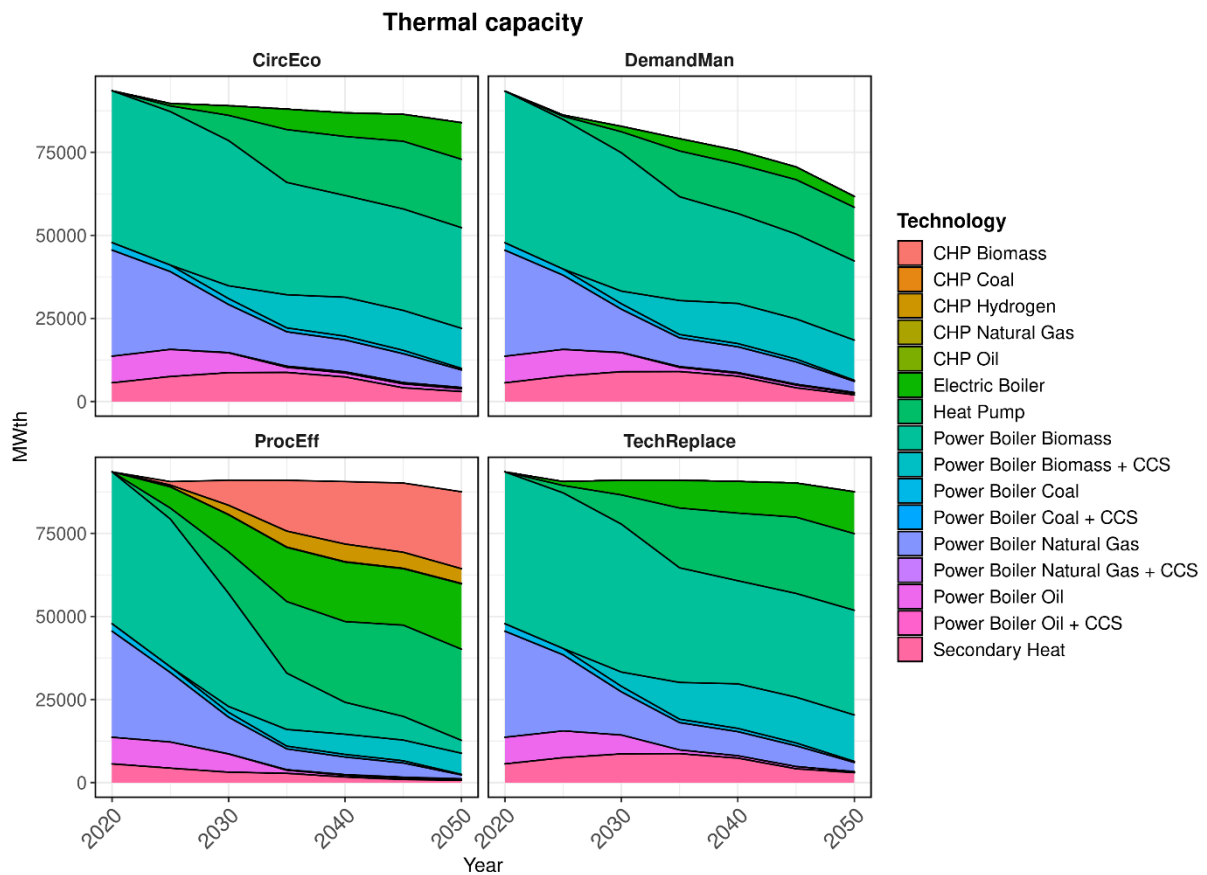 Thermal capacity
CircEco
DemandMan
75000
50000
25000
0
ProcEff
TechReplace
75000
50000
25000
0
MWth
2020
2030
2040
2050
2020
2030
2040
2050
Year
Technology
CHP Biomass
CHP Coal
CHP Hydrogen
CHP Natural Gas
CHP Oil
Electric Boiler
Heat Pump
Power Boiler Biomass
Power Boiler Biomass + CCS
Power Boiler Coal
Power Boiler Coal + CCS
Power Boiler Natural Gas
Power Boiler Natural Gas + CCS
Power Boiler Oil
Power Boiler Oil + CCS
Secondary Heat